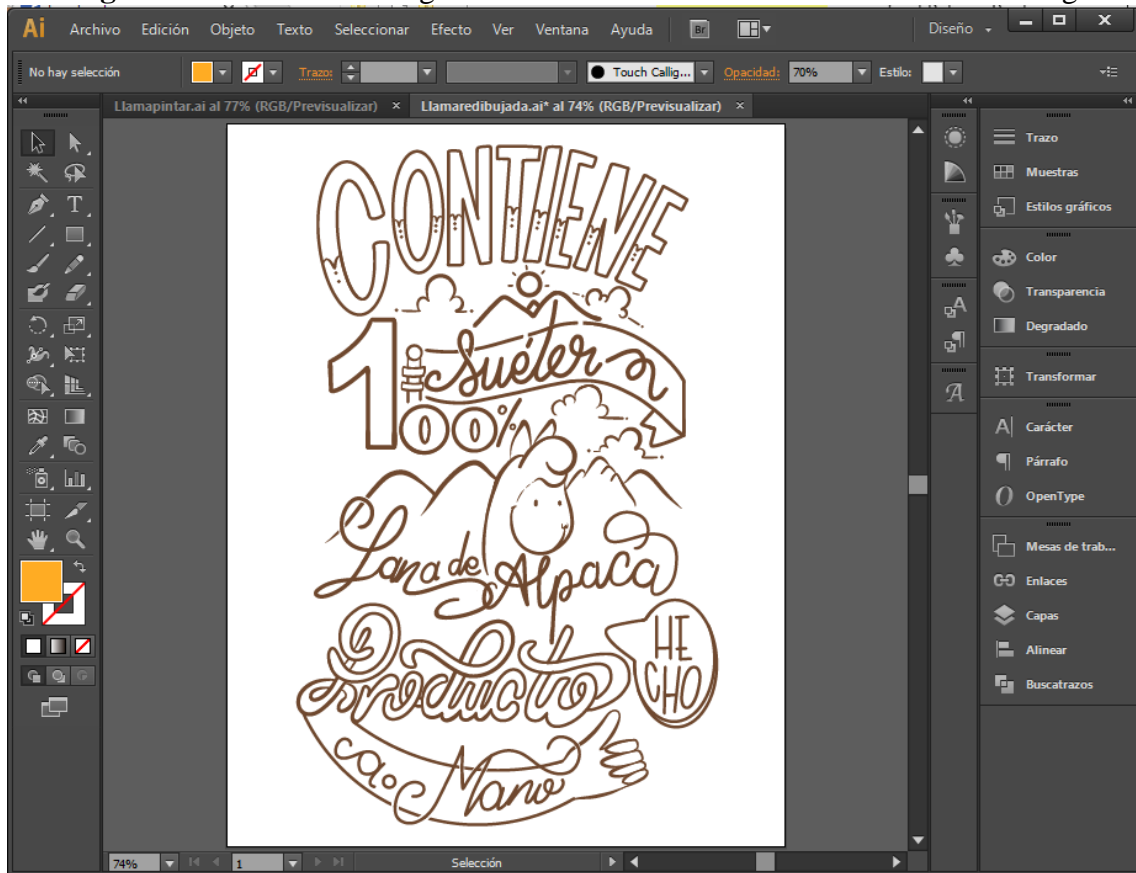 Ai Archivo Edición Objeto Texto Seleccionar Efecto Ver Ventana Ayuda Br Diseño
No hay selección Trazo: Touch Callig... Opacidad: 70% Estilo:
Llamapintar.ai al 77% (RGB/Previsualizar) × Llamaredibujada.ai* al 74% (RGB/Previsualizar) ×
CONTIENE
1 Suéter
100%
Lana de Alpaca
Producto
HE
CHO
a Mano
Trazo
Muestras
Estilos gráficos
Color
Transparencia
Degradado
Transformar
Carácter
Párrafo
OpenType
Mesas de trab...
Enlaces
Capas
Alinear
Buscatrazos
74% 1 Selección